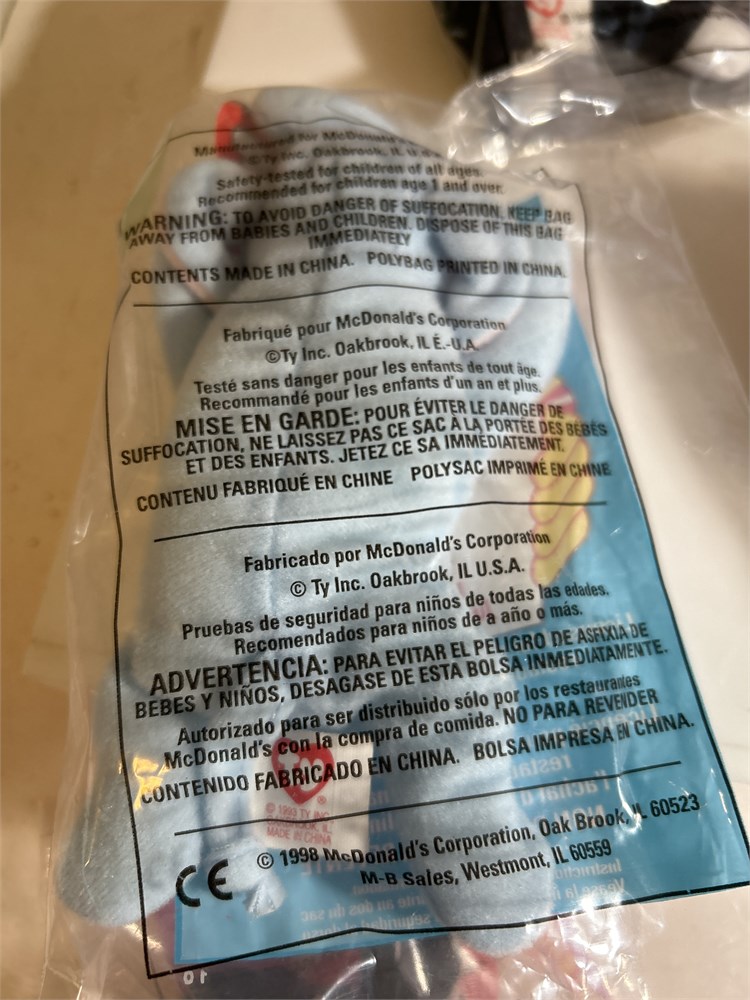 Manufactured for McDonald's
©Ty Inc. Oakbrook, IL U.S.A.
Safety-tested for children of all ages.
Recommended for children age 1 and over.
WARNING: TO AVOID DANGER OF SUFFOCATION, KEEP BAG
AWAY FROM BABIES AND CHILDREN. DISPOSE OF THIS BAG
IMMEDIATELY
CONTENTS MADE IN CHINA. POLYBAG PRINTED IN CHINA.
Fabriqué pour McDonald's Corporation
©Ty Inc. Oakbrook, IL É.-U.A.
Testé sans danger pour les enfants de tout âge.
Recommandé pour les enfants d'un an et plus.
MISE EN GARDE: POUR ÉVITER LE DANGER DE
SUFFOCATION, NE LAISSEZ PAS CE SAC À LA PORTÉE DES BÉBÉS
ET DES ENFANTS. JETEZ CE SA IMMÉDIATEMENT.
CONTENU FABRIQUÉ EN CHINE POLYSAC IMPRIMÉ EN CHINE
Fabricado por McDonald's Corporation
© Ty Inc. Oakbrook, IL U.S.A.
Pruebas de seguridad para niños de todas las edades.
Recomendados para niños de a año o más.
ADVERTENCIA: PARA EVITAR EL PELIGRO DE ASFIXIA DE
BEBES Y NIÑOS, DESAGASE DE ESTA BOLSA INMEDIATAMENTE.
Autorizado para ser distribuido sólo por los restaurantes
McDonald's con la compra de comida. NO PARA REVENDER
CONTENIDO FABRICADO EN CHINA. BOLSA IMPRESA EN CHINA.
ty
© 1993 TY INC.
MADE IN CHINA
CE © 1998 McDonald's Corporation, Oak Brook, IL 60523
M-B Sales, Westmont, IL 60559
10